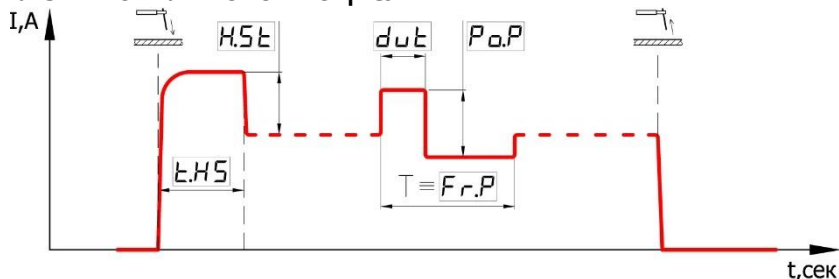 I,A
H.St
dut
Po.P
t.HS
T ≡ Fr.P
t,сек